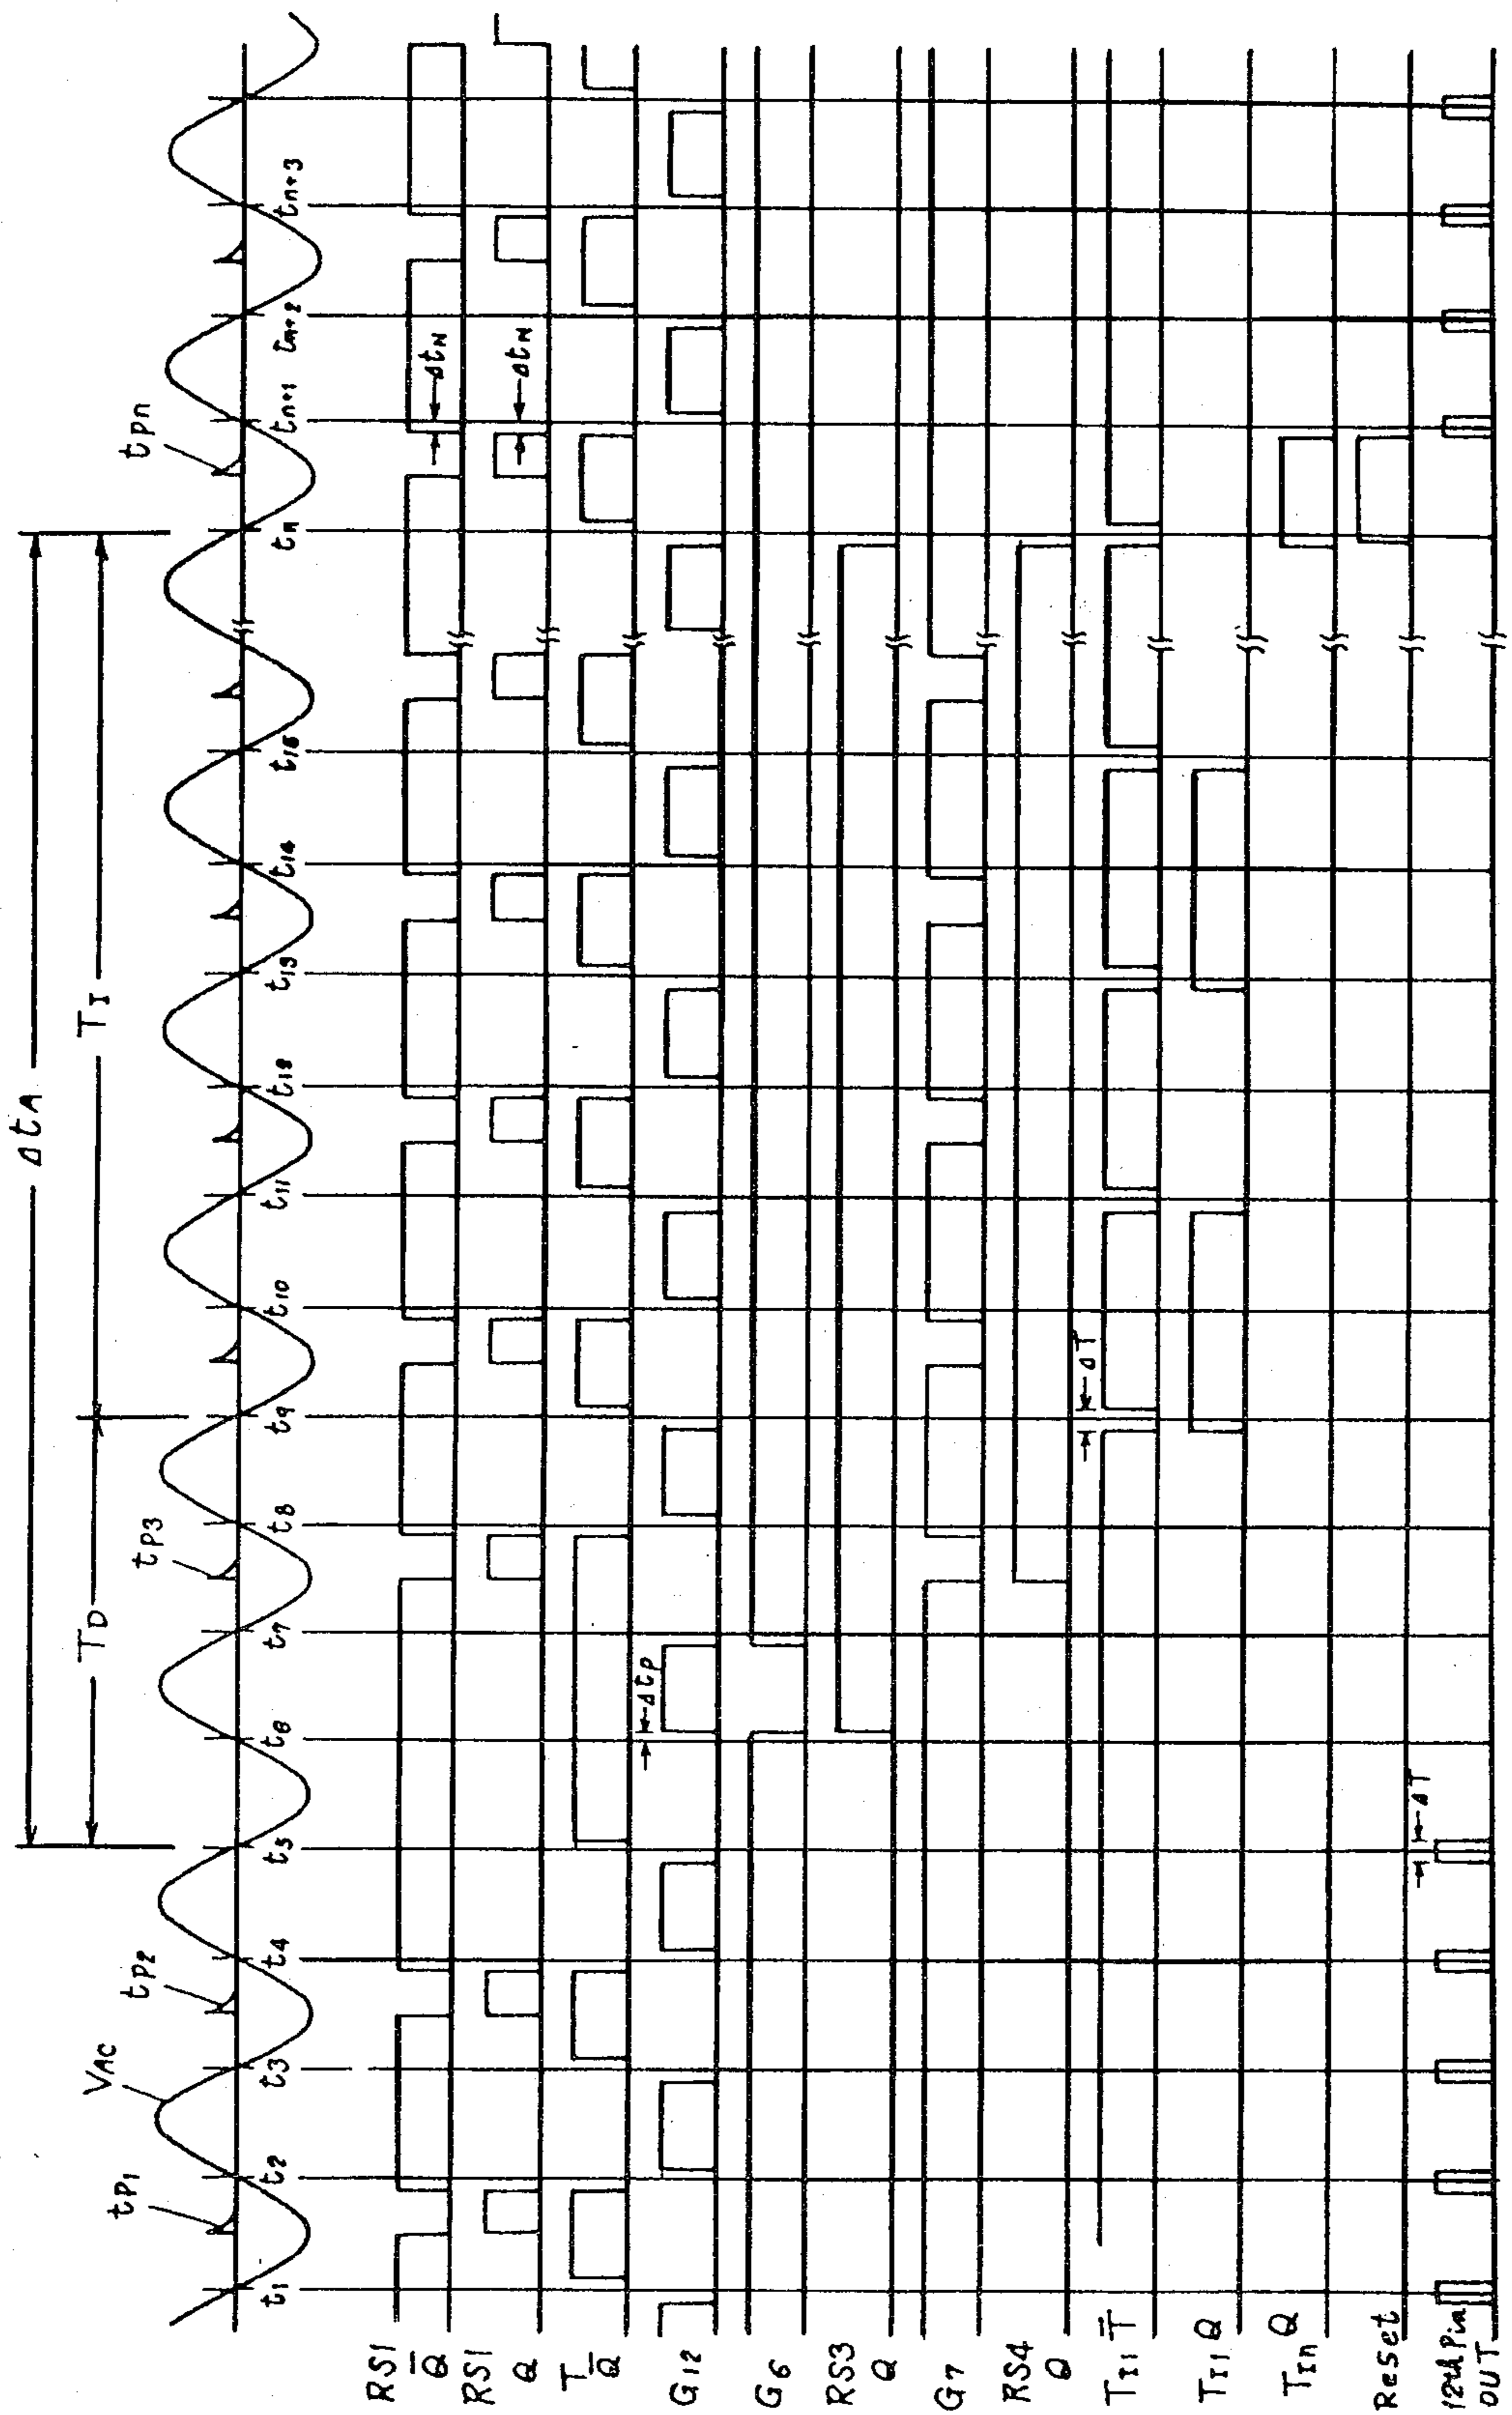 ΔtA
TD
TI
tP1
VAC
tP2
tP3
tPn
t1
t2
t3
t4
t5
t6
t7
t8
t9
t10
t11
t12
t13
t14
t15
tn
tn+1
tn+2
tn+3
RS1 Q̅
ΔtN
RS1 Q
ΔtN
T Q̅
G12
ΔtP
G6
RS3 Q
G7
RS4 Q
TI1 T̅
ΔT
TI1 Q
TIn Q
Reset
12th Pin OUT
ΔT